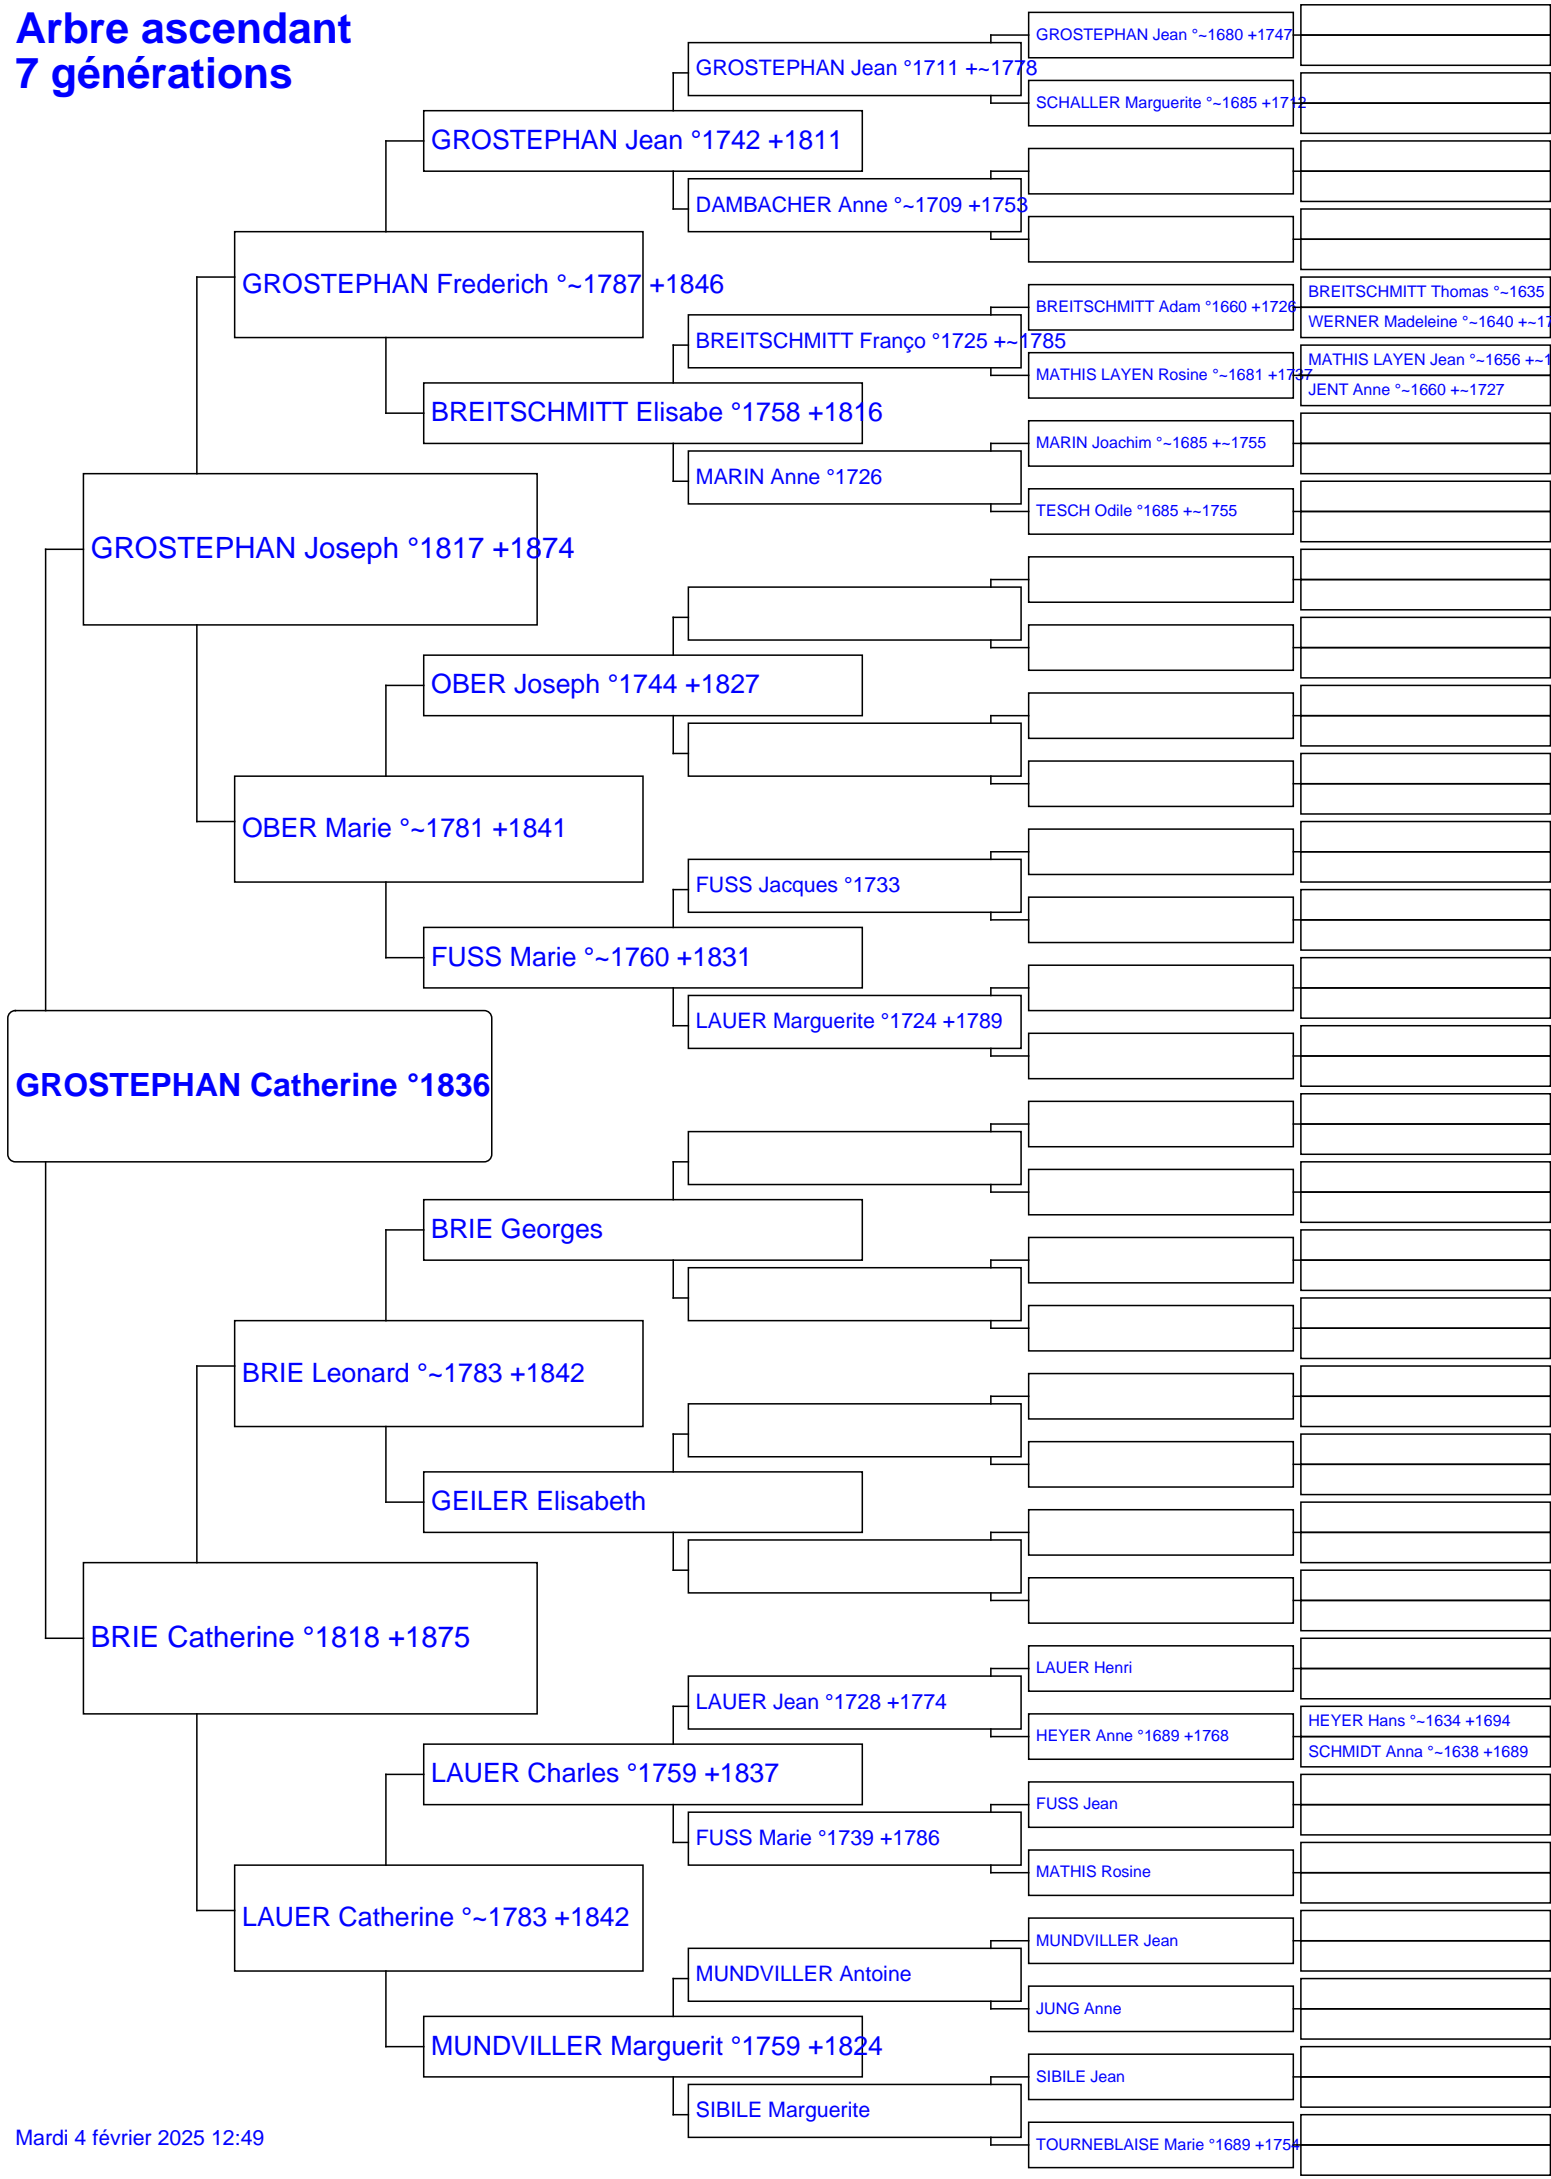 Arbre ascendant
7 générations
GROSTEPHAN Jean °~1680 +1747
GROSTEPHAN Jean °1711 +~1778
SCHALLER Marguerite °~1685 +1712
GROSTEPHAN Jean °1742 +1811
DAMBACHER Anne °~1709 +1753
GROSTEPHAN Frederich °~1787 +1846
BREITSCHMITT Thomas °~1635
BREITSCHMITT Adam °1660 +1726
WERNER Madeleine °~1640 +~17
BREITSCHMITT Franço °1725 +~1785
MATHIS LAYEN Jean °~1656 +~1
MATHIS LAYEN Rosine °~1681 +1737
JENT Anne °~1660 +~1727
BREITSCHMITT Elisabe °1758 +1816
MARIN Joachim °~1685 +~1755
MARIN Anne °1726
TESCH Odile °1685 +~1755
GROSTEPHAN Joseph °1817 +1874
OBER Joseph °1744 +1827
OBER Marie °~1781 +1841
FUSS Jacques °1733
FUSS Marie °~1760 +1831
LAUER Marguerite °1724 +1789
GROSTEPHAN Catherine °1836
BRIE Georges
BRIE Leonard °~1783 +1842
GEILER Elisabeth
BRIE Catherine °1818 +1875
LAUER Henri
LAUER Jean °1728 +1774
HEYER Hans °~1634 +1694
HEYER Anne °1689 +1768
SCHMIDT Anna °~1638 +1689
LAUER Charles °1759 +1837
FUSS Jean
FUSS Marie °1739 +1786
MATHIS Rosine
LAUER Catherine °~1783 +1842
MUNDVILLER Jean
MUNDVILLER Antoine
JUNG Anne
MUNDVILLER Marguerit °1759 +1824
SIBILE Jean
SIBILE Marguerite
TOURNEBLAISE Marie °1689 +1754
Mardi 4 février 2025 12:49